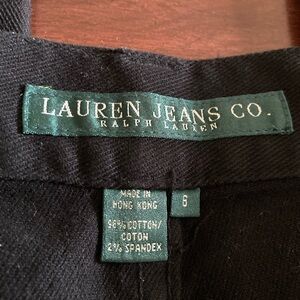 LAUREN JEANS CO.
RALPH LAUREN
MADE IN
HONG KONG
6
98% COTTON/
COTON
2% SPANDEX